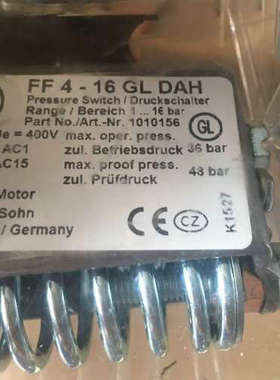 FF 4 - 16 GL DAH
Pressure Switch / Druckschalter
Range / Bereich 1 ... 16 bar
Part No./Art.-Nr. 1010156
e = 400V max. oper. press.
AC1 zul. Betriebsdruck 36 bar
AC15 max. proof press.
zul. Prüfdruck 48 bar
GL
Motor
Sohn
/ Germany
CE
CZ
K1527